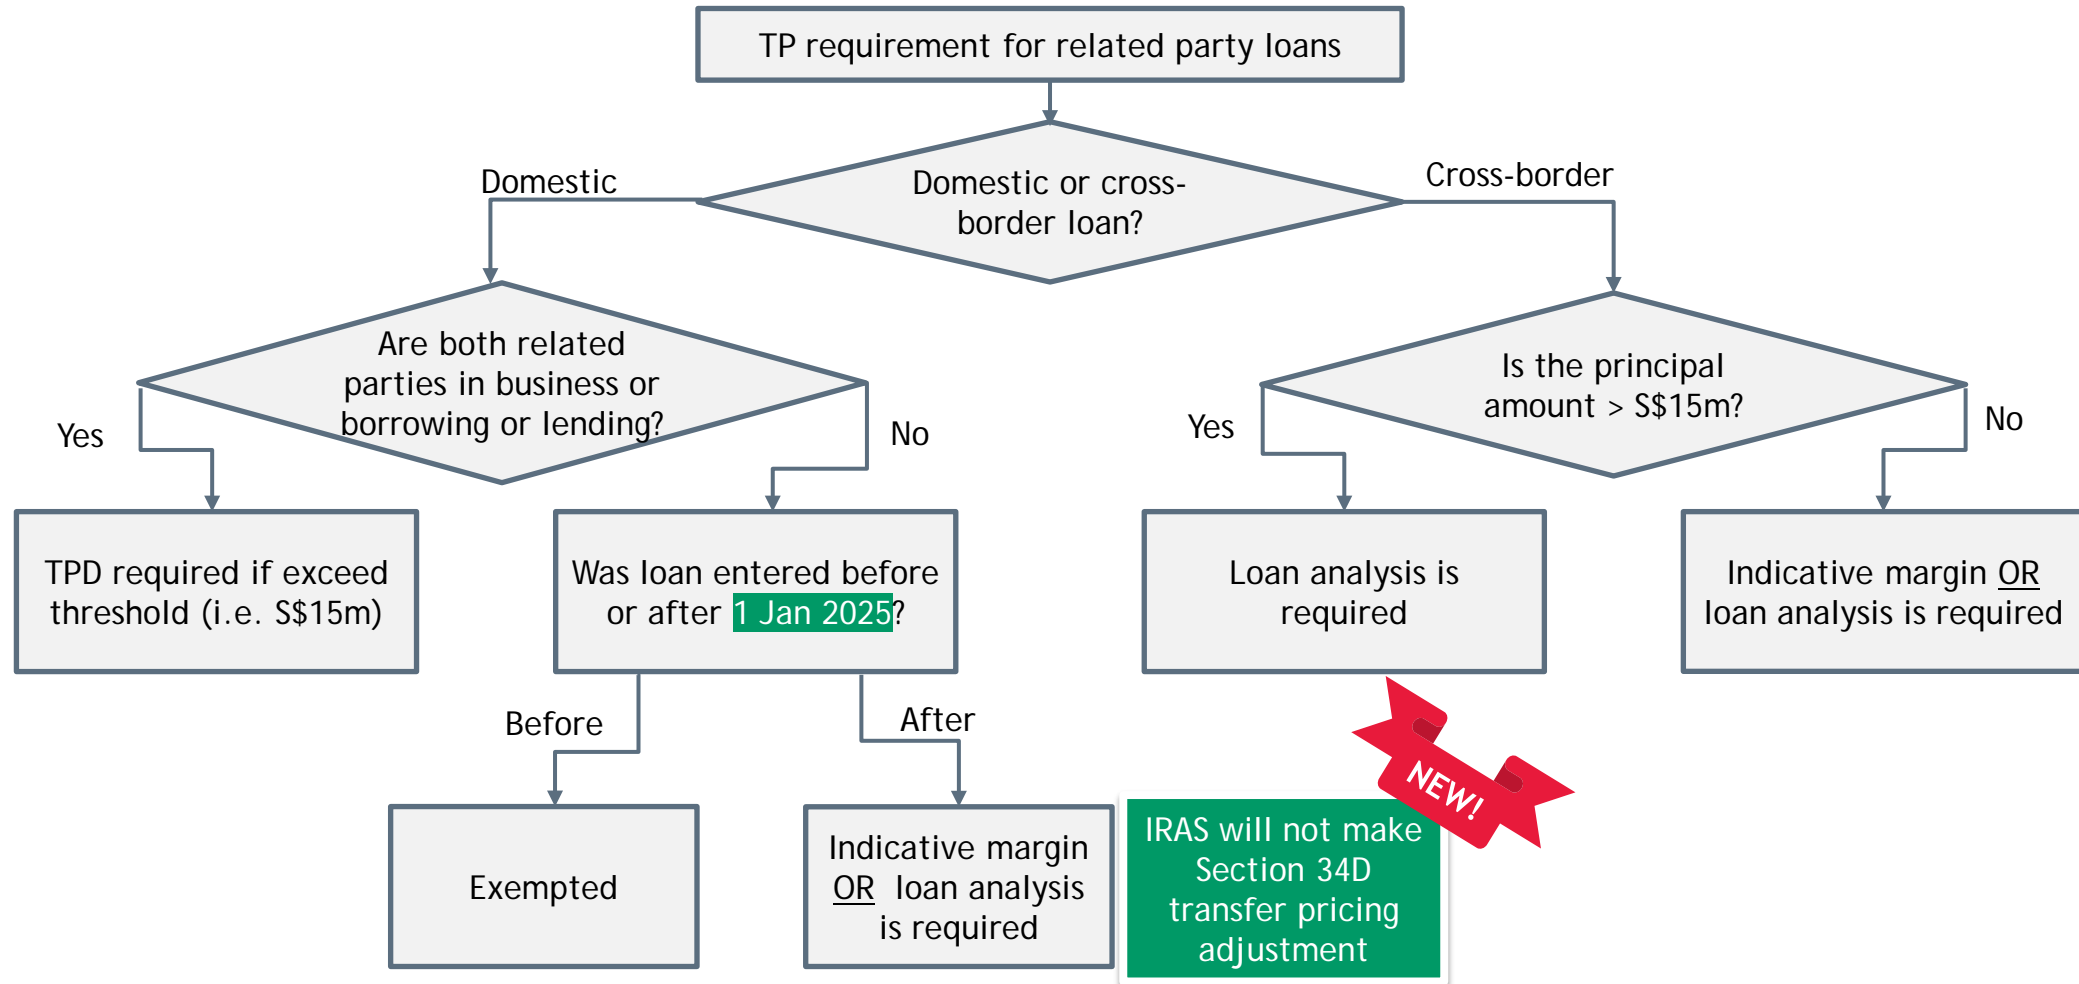 TP requirement for related party loans
Domestic or cross-
border loan?
Domestic
Cross-border
Are both related
parties in business or
borrowing or lending?
Is the principal
amount > S$15m?
Yes
No
Yes
No
TPD required if exceed
threshold (i.e. S$15m)
Was loan entered before
or after 1 Jan 2025?
Loan analysis is
required
Indicative margin OR
loan analysis is required
Before
After
Exempted
Indicative margin
OR loan analysis
is required
NEW!
IRAS will not make
Section 34D
transfer pricing
adjustment